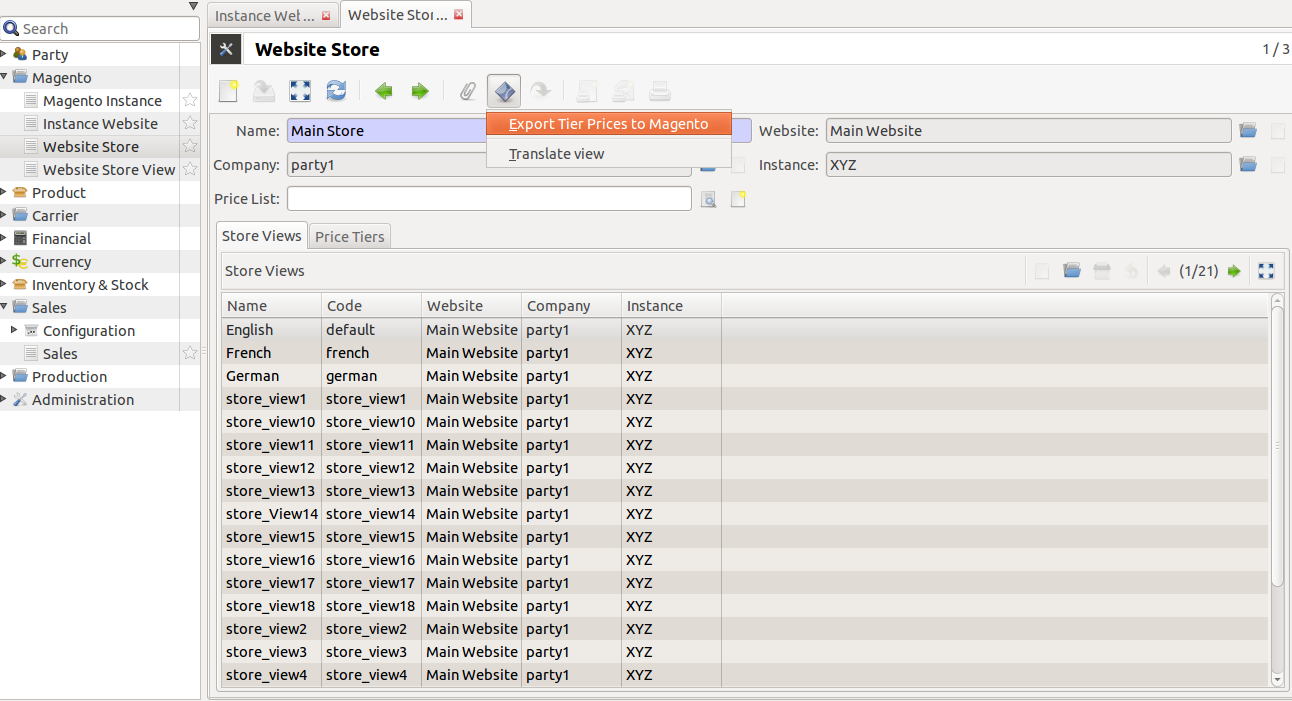 Instance Wel ... Website Stor...
Search
Website Store 1 / 3
Party
Magento
Magento Instance
Instance Website
Website Store
Website Store View
Product
Carrier
Financial
Currency
Inventory & Stock
Sales
Configuration
Sales
Production
Administration
Name: Main Store Website: Main Website
Export Tier Prices to Magento
Translate view
Company: party1 Instance: XYZ
Price List:
Store Views Price Tiers
Store Views (1/21)
Name Code Website Company Instance
English default Main Website party1 XYZ
French french Main Website party1 XYZ
German german Main Website party1 XYZ
store_view1 store_view1 Main Website party1 XYZ
store_view10 store_view10 Main Website party1 XYZ
store_view11 store_view11 Main Website party1 XYZ
store_view12 store_view12 Main Website party1 XYZ
store_view13 store_view13 Main Website party1 XYZ
store_View14 store_view14 Main Website party1 XYZ
store_view15 store_view15 Main Website party1 XYZ
store_view16 store_view16 Main Website party1 XYZ
store_view17 store_view17 Main Website party1 XYZ
store_view18 store_view18 Main Website party1 XYZ
store_view2 store_view2 Main Website party1 XYZ
store_view3 store_view3 Main Website party1 XYZ
store_view4 store_view4 Main Website party1 XYZ